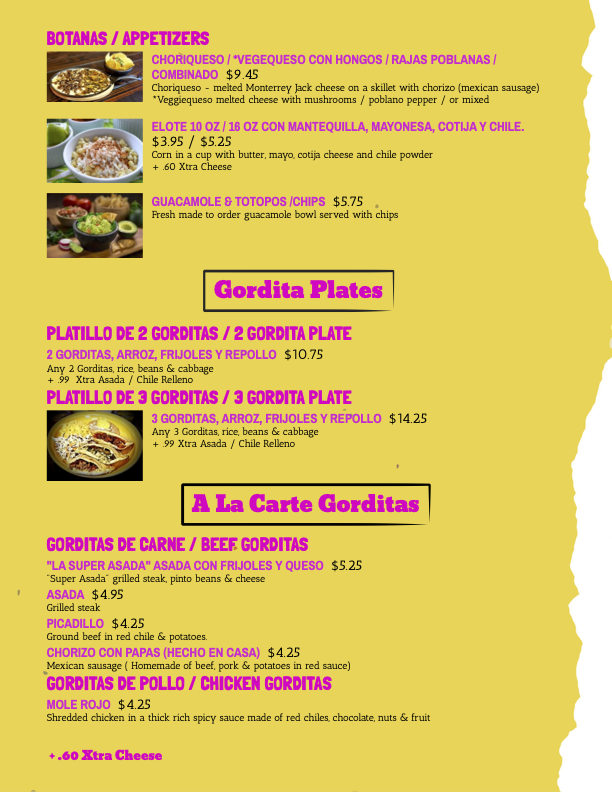 BOTANAS / APPETIZERS
CHORIQUESO / *VEGEQUESO CON HONGOS / RAJAS POBLANAS /
COMBINADO $9.45
Choriqueso - melted Monterrey Jack cheese on a skillet with chorizo (mexican sausage)
*Veggiequeso melted cheese with mushrooms / poblano pepper / or mixed
ELOTE 10 OZ / 16 OZ CON MANTEQUILLA, MAYONESA, COTIJA Y CHILE.
$3.95 / $5.25
Corn in a cup with butter, mayo, cotija cheese and chile powder
+ .60 Xtra Cheese
GUACAMOLE & TOTOPOS /CHIPS $5.75
Fresh made to order guacamole bowl served with chips
Gordita Plates
PLATILLO DE 2 GORDITAS / 2 GORDITA PLATE
2 GORDITAS, ARROZ, FRIJOLES Y REPOLLO $10.75
Any 2 Gorditas, rice, beans & cabbage
+ .99 Xtra Asada / Chile Relleno
PLATILLO DE 3 GORDITAS / 3 GORDITA PLATE
3 GORDITAS, ARROZ, FRIJOLES Y REPOLLO $14.25
Any 3 Gorditas, rice, beans & cabbage
+ .99 Xtra Asada / Chile Relleno
A La Carte Gorditas
GORDITAS DE CARNE / BEEF GORDITAS
"LA SUPER ASADA" ASADA CON FRIJOLES Y QUESO $5.25
"Super Asada" grilled steak, pinto beans & cheese
ASADA $4.95
Grilled steak
PICADILLO $4.25
Ground beef in red chile & potatoes.
CHORIZO CON PAPAS (HECHO EN CASA) $4.25
Mexican sausage ( Homemade of beef, pork & potatoes in red sauce)
GORDITAS DE POLLO / CHICKEN GORDITAS
MOLE ROJO $4.25
Shredded chicken in a thick rich spicy sauce made of red chiles, chocolate, nuts & fruit
+.60 Xtra Cheese